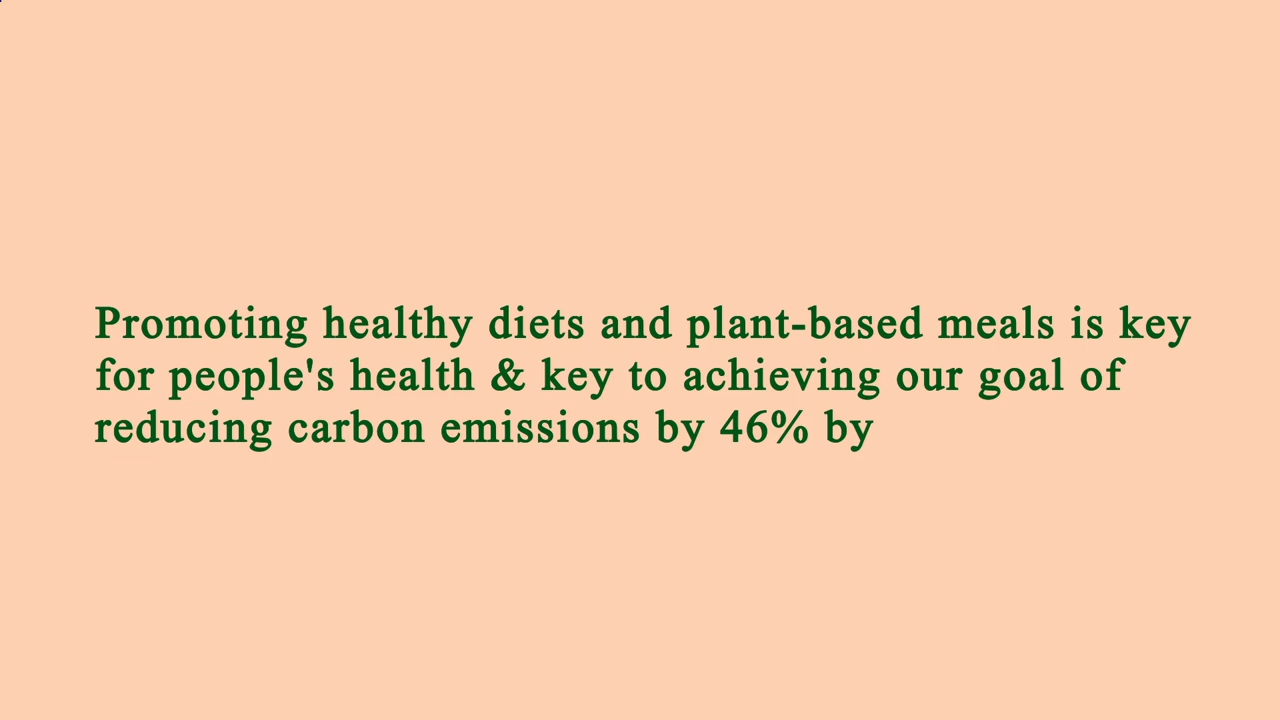 Promoting healthy diets and plant-based meals is key
for people's health & key to achieving our goal of
reducing carbon emissions by 46% by